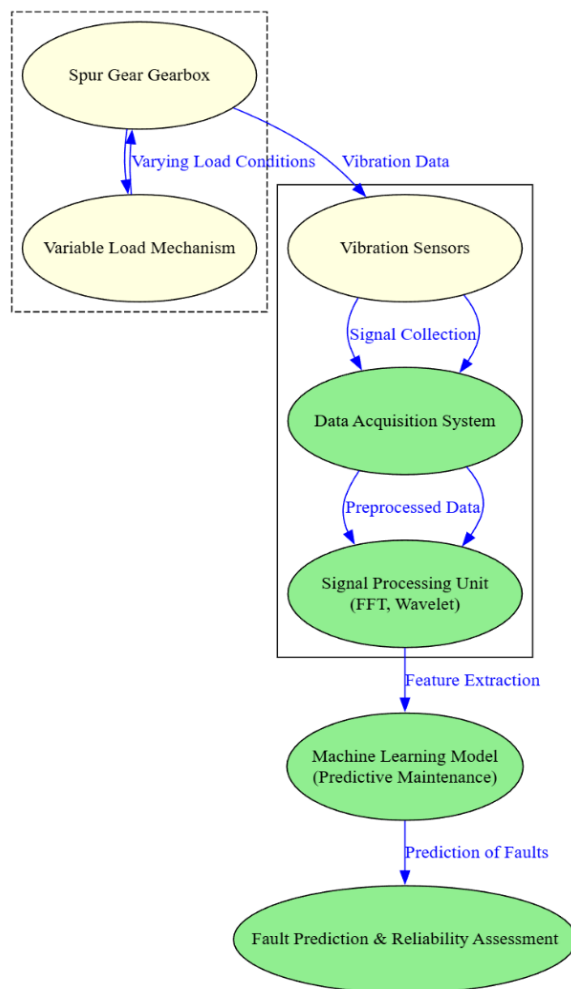 Spur Gear Gearbox
Varying Load Conditions
Vibration Data
Variable Load Mechanism
Vibration Sensors
Signal Collection
Data Acquisition System
Preprocessed Data
Signal Processing Unit
(FFT, Wavelet)
Feature Extraction
Machine Learning Model
(Predictive Maintenance)
Prediction of Faults
Fault Prediction & Reliability Assessment